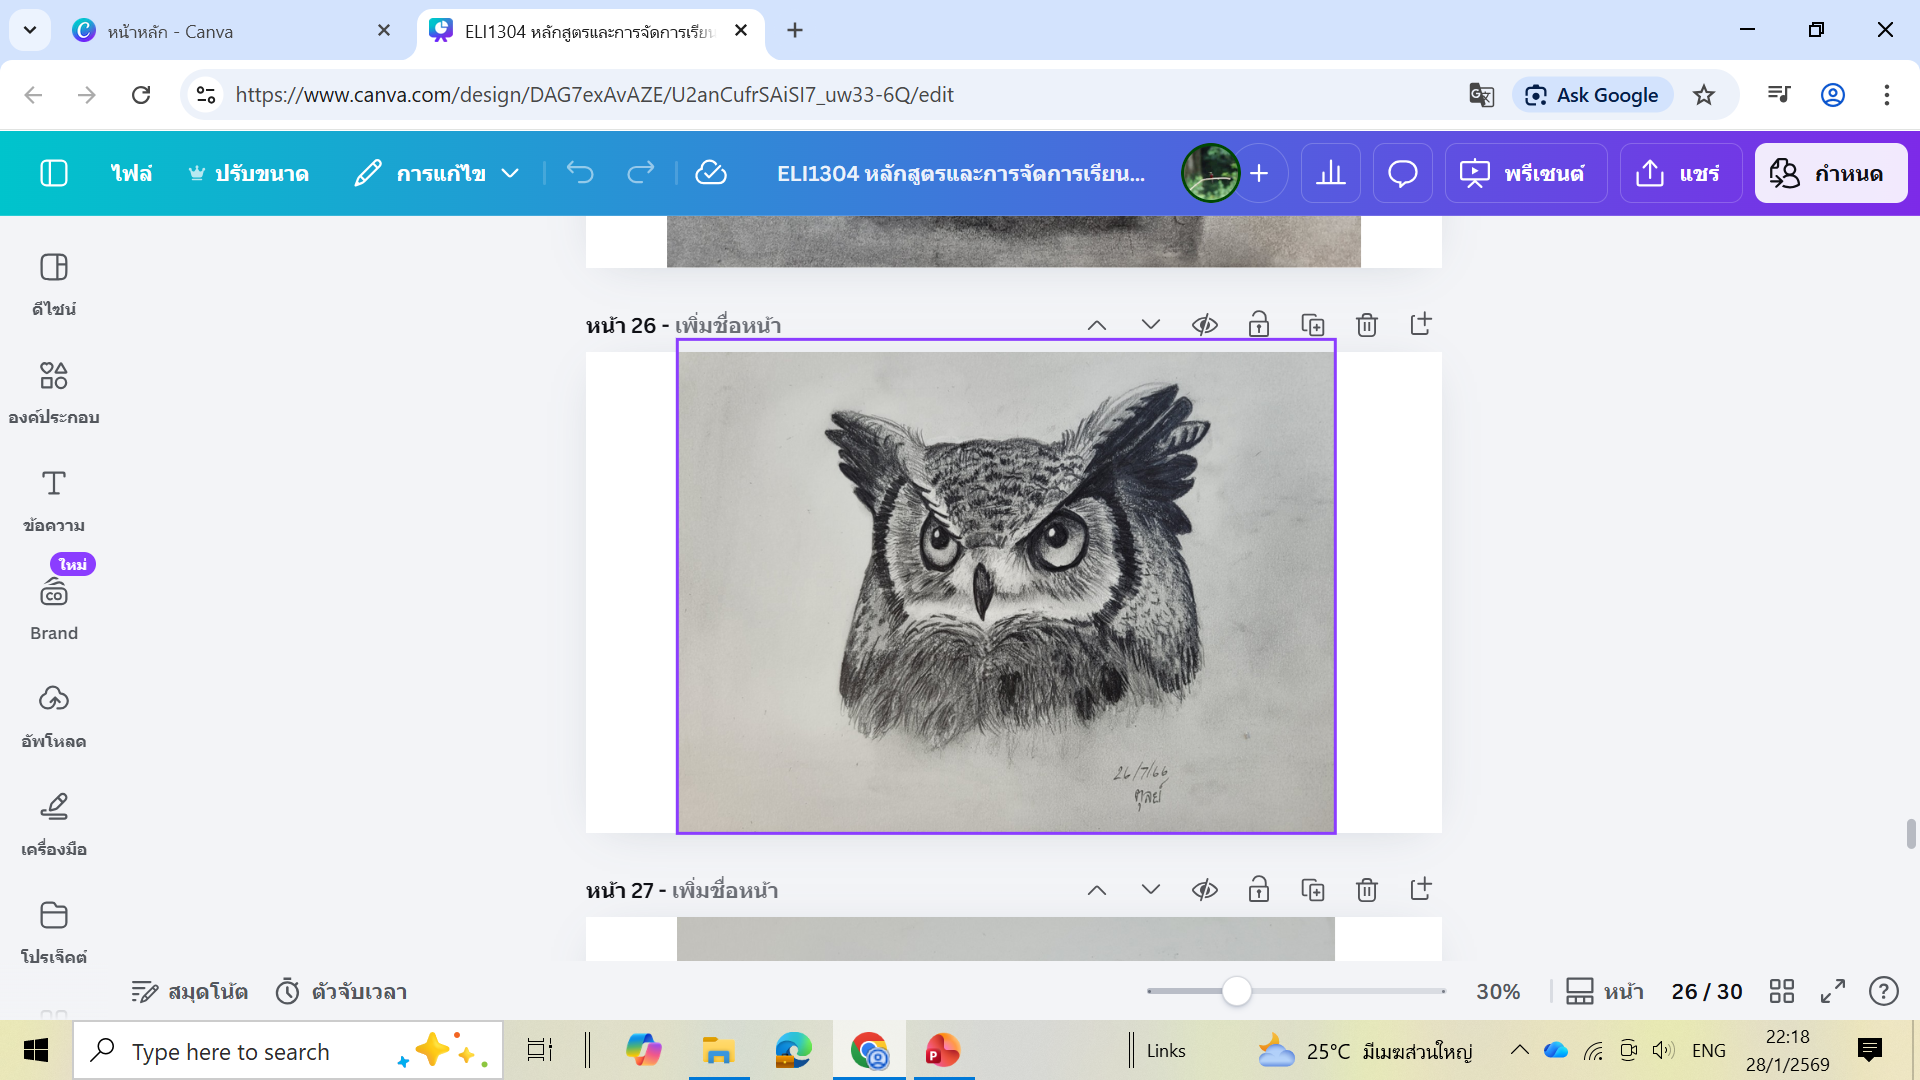 หน้าหลัก - Canva
ELI1304 หลักสูตรและการจัดการเรียน
https://www.canva.com/design/DAG7exAvAZE/U2anCufrSAiSI7_uw33-6Q/edit
Ask Google
ไฟล์
ปรับขนาด
การแก้ไข
ELI1304 หลักสูตรและการจัดการเรียน...
พรีเซนต์
แชร์
กำหนด
ดีไซน์
องค์ประกอบ
ข้อความ
ใหม่
CO
Brand
อัพโหลด
เครื่องมือ
โปรเจ็คต์
หน้า 26 - เพิ่มชื่อหน้า
26/7/66
ตุลย์
หน้า 27 - เพิ่มชื่อหน้า
สมุดโน้ต
ตัวจับเวลา
30%
หน้า
26 / 30
Type here to search
Links
25°C มีเมฆส่วนใหญ่
ENG
22:18
28/1/2569